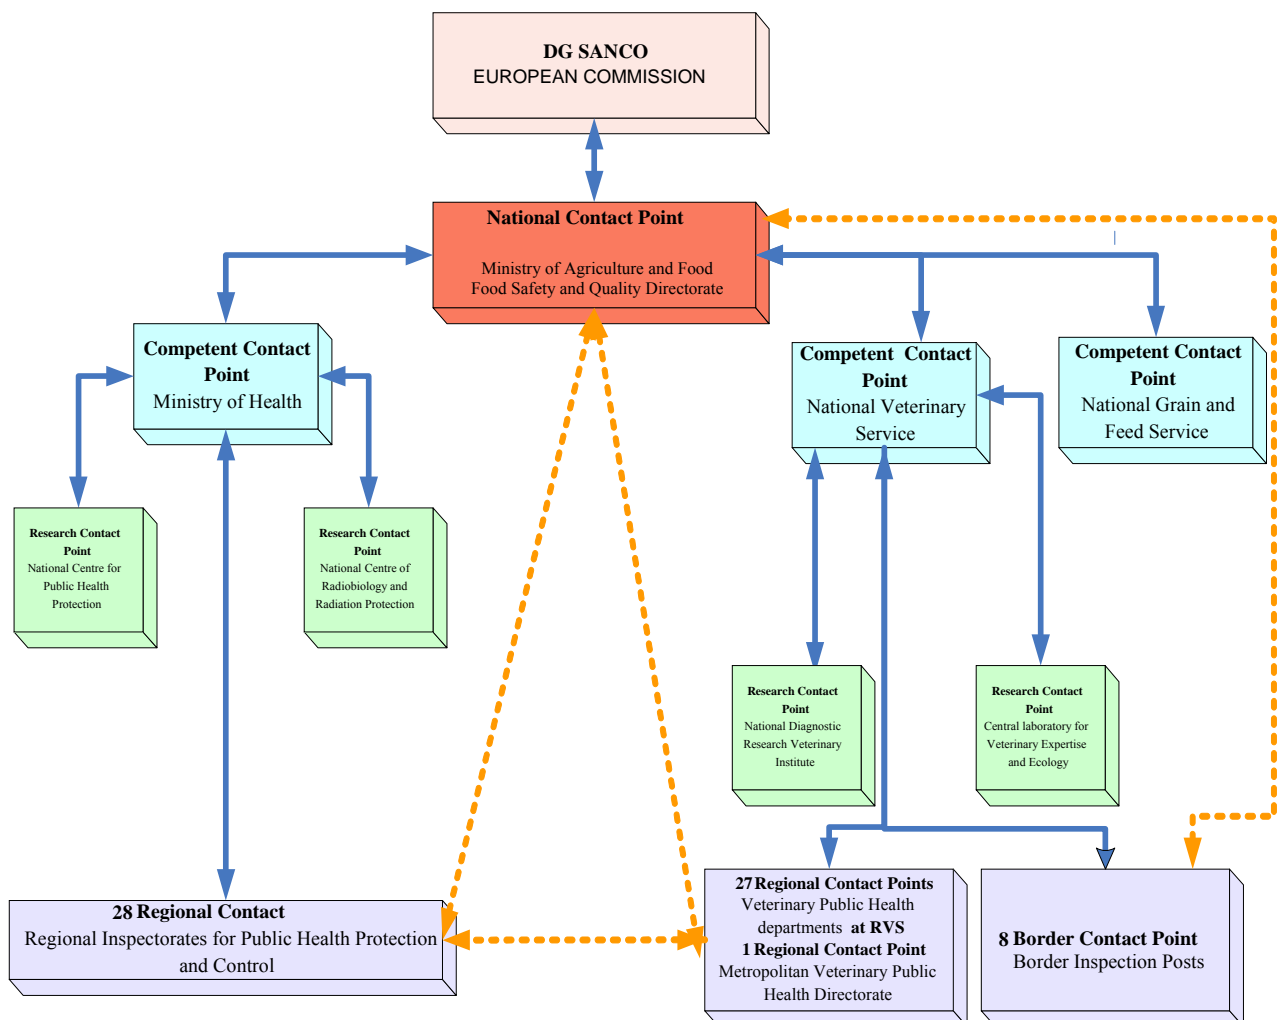 DG SANCO
EUROPEAN COMMISSION
National Contact Point
Ministry of Agriculture and Food
Food Safety and Quality Directorate
Competent Contact
Point
Ministry of Health
Competent Contact
Point
National Veterinary
Service
Competent Contact
Point
National Grain and
Feed Service
Research Contact
Point
National Centre for
Public Health
Protection
Research Contact
Point
National Centre of
Radiobiology and
Radiation Protection
Research Contact
Point
National Diagnostic
Research Veterinary
Institute
Research Contact
Point
Central laboratory for
Veterinary Expertise
and Ecology
28 Regional Contact
Regional Inspectorates for Public Health Protection
and Control
27 Regional Contact Points
Veterinary Public Health
departments at RVS
1 Regional Contact Point
Metropolitan Veterinary Public
Health Directorate
8 Border Contact Point
Border Inspection Posts